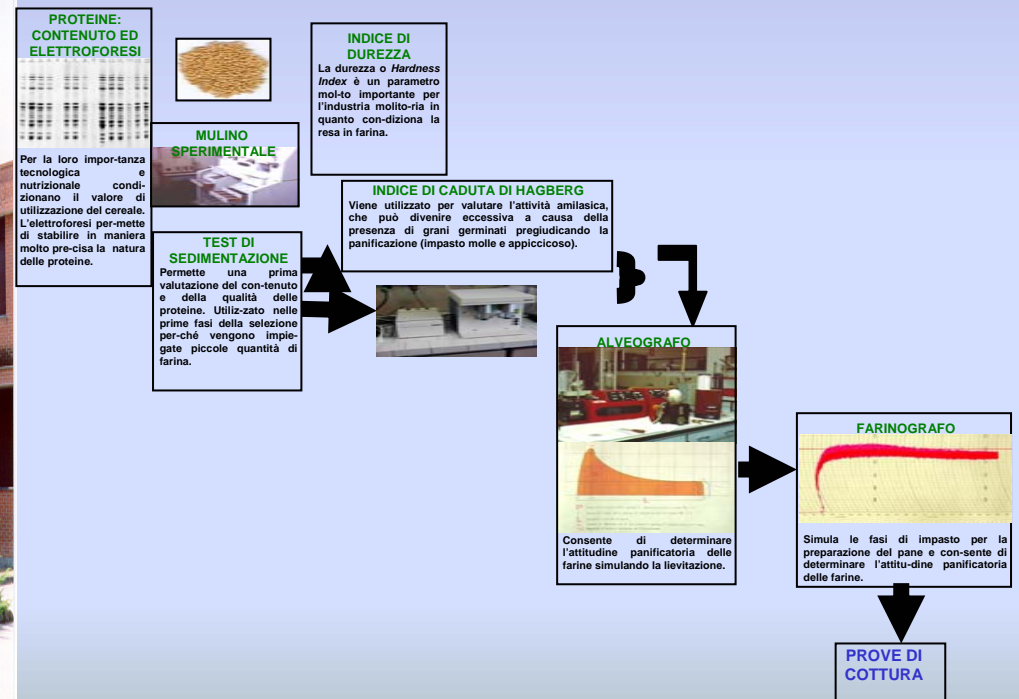 PROTEINE:
CONTENUTO ED
ELETTROFORESI
Per la loro impor-tanza
tecnologica e
nutrizionale condi-
zionano il valore di
utilizzazione del cereale.
L'elettroforesi per-mette
di stabilire in maniera
molto pre-cisa la natura
delle proteine.
INDICE DI
DUREZZA
La durezza o Hardness
Index è un parametro
mol-to importante per
l'industria molito-ria in
quanto con-diziona la
resa in farina.
MULINO
SPERIMENTALE
INDICE DI CADUTA DI HAGBERG
Viene utilizzato per valutare l'attività amilasica,
che può divenire eccessiva a causa della
presenza di grani germinati pregiudicando la
panificazione (impasto molle e appiccicoso).
TEST DI
SEDIMENTAZIONE
Permette una prima
valutazione del con-tenuto
e della qualità delle
proteine. Utiliz-zato nelle
prime fasi della selezione
per-ché vengono impie-
gate piccole quantità di
farina.
ALVEOGRAFO
Consente di determinare
l'attitudine panificatoria delle
farine simulando la lievitazione.
FARINOGRAFO
Simula le fasi di impasto per la
preparazione del pane e con-sente di
determinare l'attitu-dine panificatoria
delle farine.
PROVE DI
COTTURA